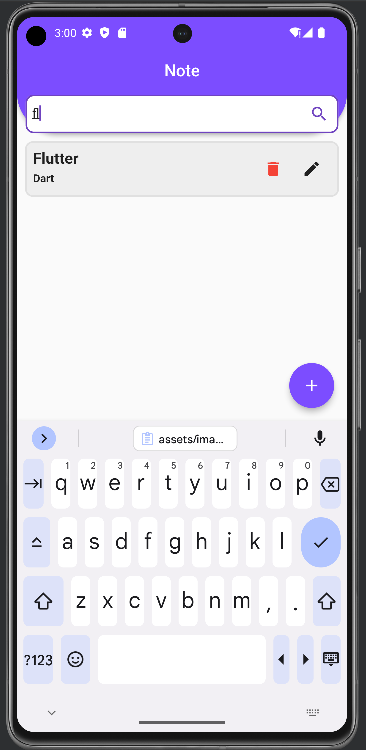 3:00
Note
fl
Flutter
Dart
+
assets/ima...
1 2 3 4 5 6 7 8 9 0
q w e r t y u i o p
a s d f g h j k l
z x c v b n m , .
?123